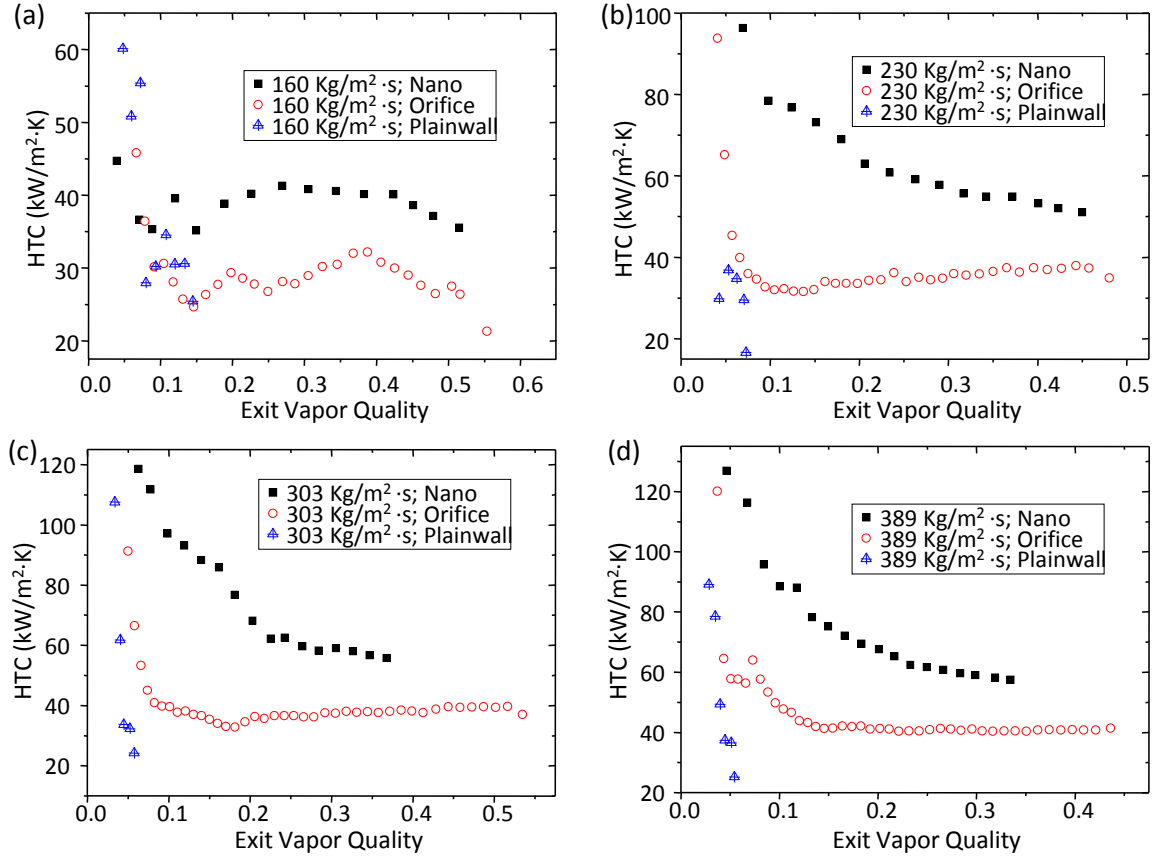 (a)
60
50
40
30
20
HTC (kW/m²·K)
160 Kg/m² ·s; Nano
160 Kg/m² ·s; Orifice
160 Kg/m² ·s; Plainwall
0.0 0.1 0.2 0.3 0.4 0.5 0.6
Exit Vapor Quality
(b)
100
80
60
40
20
HTC (kW/m²·K)
230 Kg/m² ·s; Nano
230 Kg/m² ·s; Orifice
230 Kg/m² ·s; Plainwall
0.0 0.1 0.2 0.3 0.4 0.5
Exit Vapor Quality
(c)
120
100
80
60
40
20
HTC (kW/m²·K)
303 Kg/m² ·s; Nano
303 Kg/m² ·s; Orifice
303 Kg/m² ·s; Plainwall
0.0 0.1 0.2 0.3 0.4 0.5
Exit Vapor Quality
(d)
120
100
80
60
40
20
HTC (kW/m²·K)
389 Kg/m² ·s; Nano
389 Kg/m² ·s; Orifice
389 Kg/m² ·s; Plainwall
0.0 0.1 0.2 0.3 0.4
Exit Vapor Quality